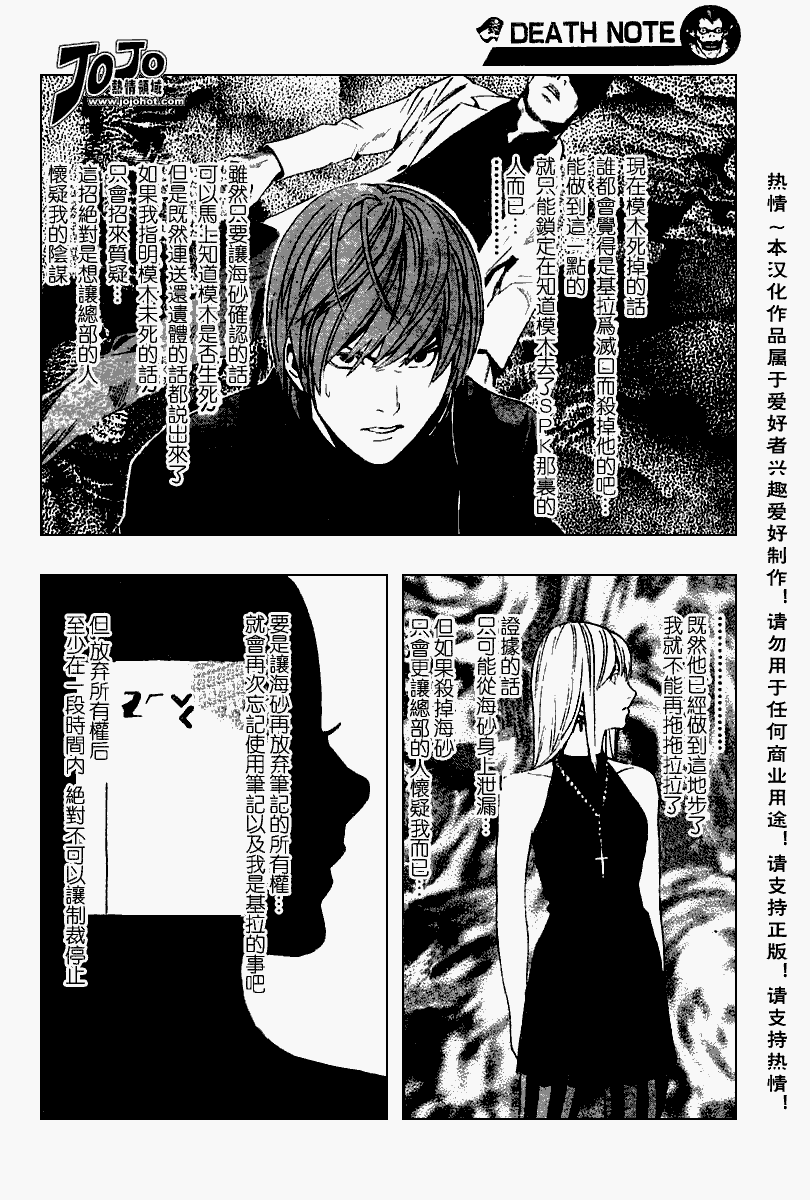 DEATH NOTE
JOJO
熱情領域
www.jojohot.com
現在模木死掉的話
誰都會覺得是基拉爲滅口而殺掉他的吧…
能做到這一點的
就只能鎖定在知道模木去了SPK那裏的
人而已…
…………
雖然只要讓海砂確認的話
可以馬上知道模木是否生死~
但是既然運送還遺體的話都說出來了
如果我指明模木未死的話~
只會招來質疑…
這招絕對是想讓總部的人
懷疑我的陰謀
………………
既然他已經做到這地步了
我就不能再拖拖拉拉了
證據的話
只可能從海砂身上泄漏…
但如果殺掉海砂
只會更讓總部的人懷疑我而已…
要是讓海砂再放弃筆記的所有權…
就會再次忘記使用筆記以及我是基拉的事吧
但放弃所有權后
至少在一段時間內 絕對不可以讓制裁停止
热情~本汉化作品属于爱好者兴趣爱好制作！请勿用于任何商业用途！请支持正版！请支持热情！